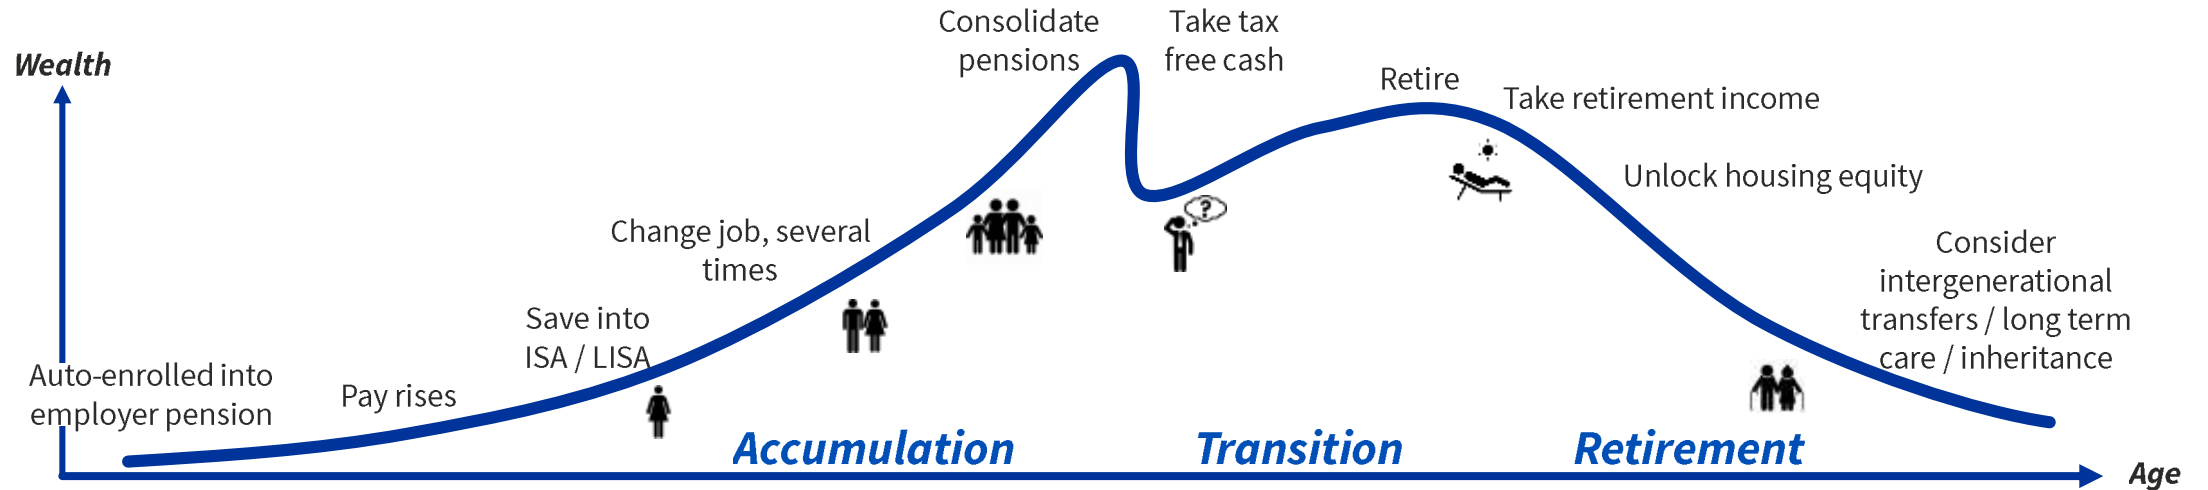 Wealth
Auto-enrolled into
employer pension
Pay rises
Save into
ISA / LISA
Change job, several
times
Consolidate
pensions
Take tax
free cash
Retire
Take retirement income
Unlock housing equity
Consider
intergenerational
transfers / long term
care / inheritance
?
Accumulation
Transition
Retirement
Age